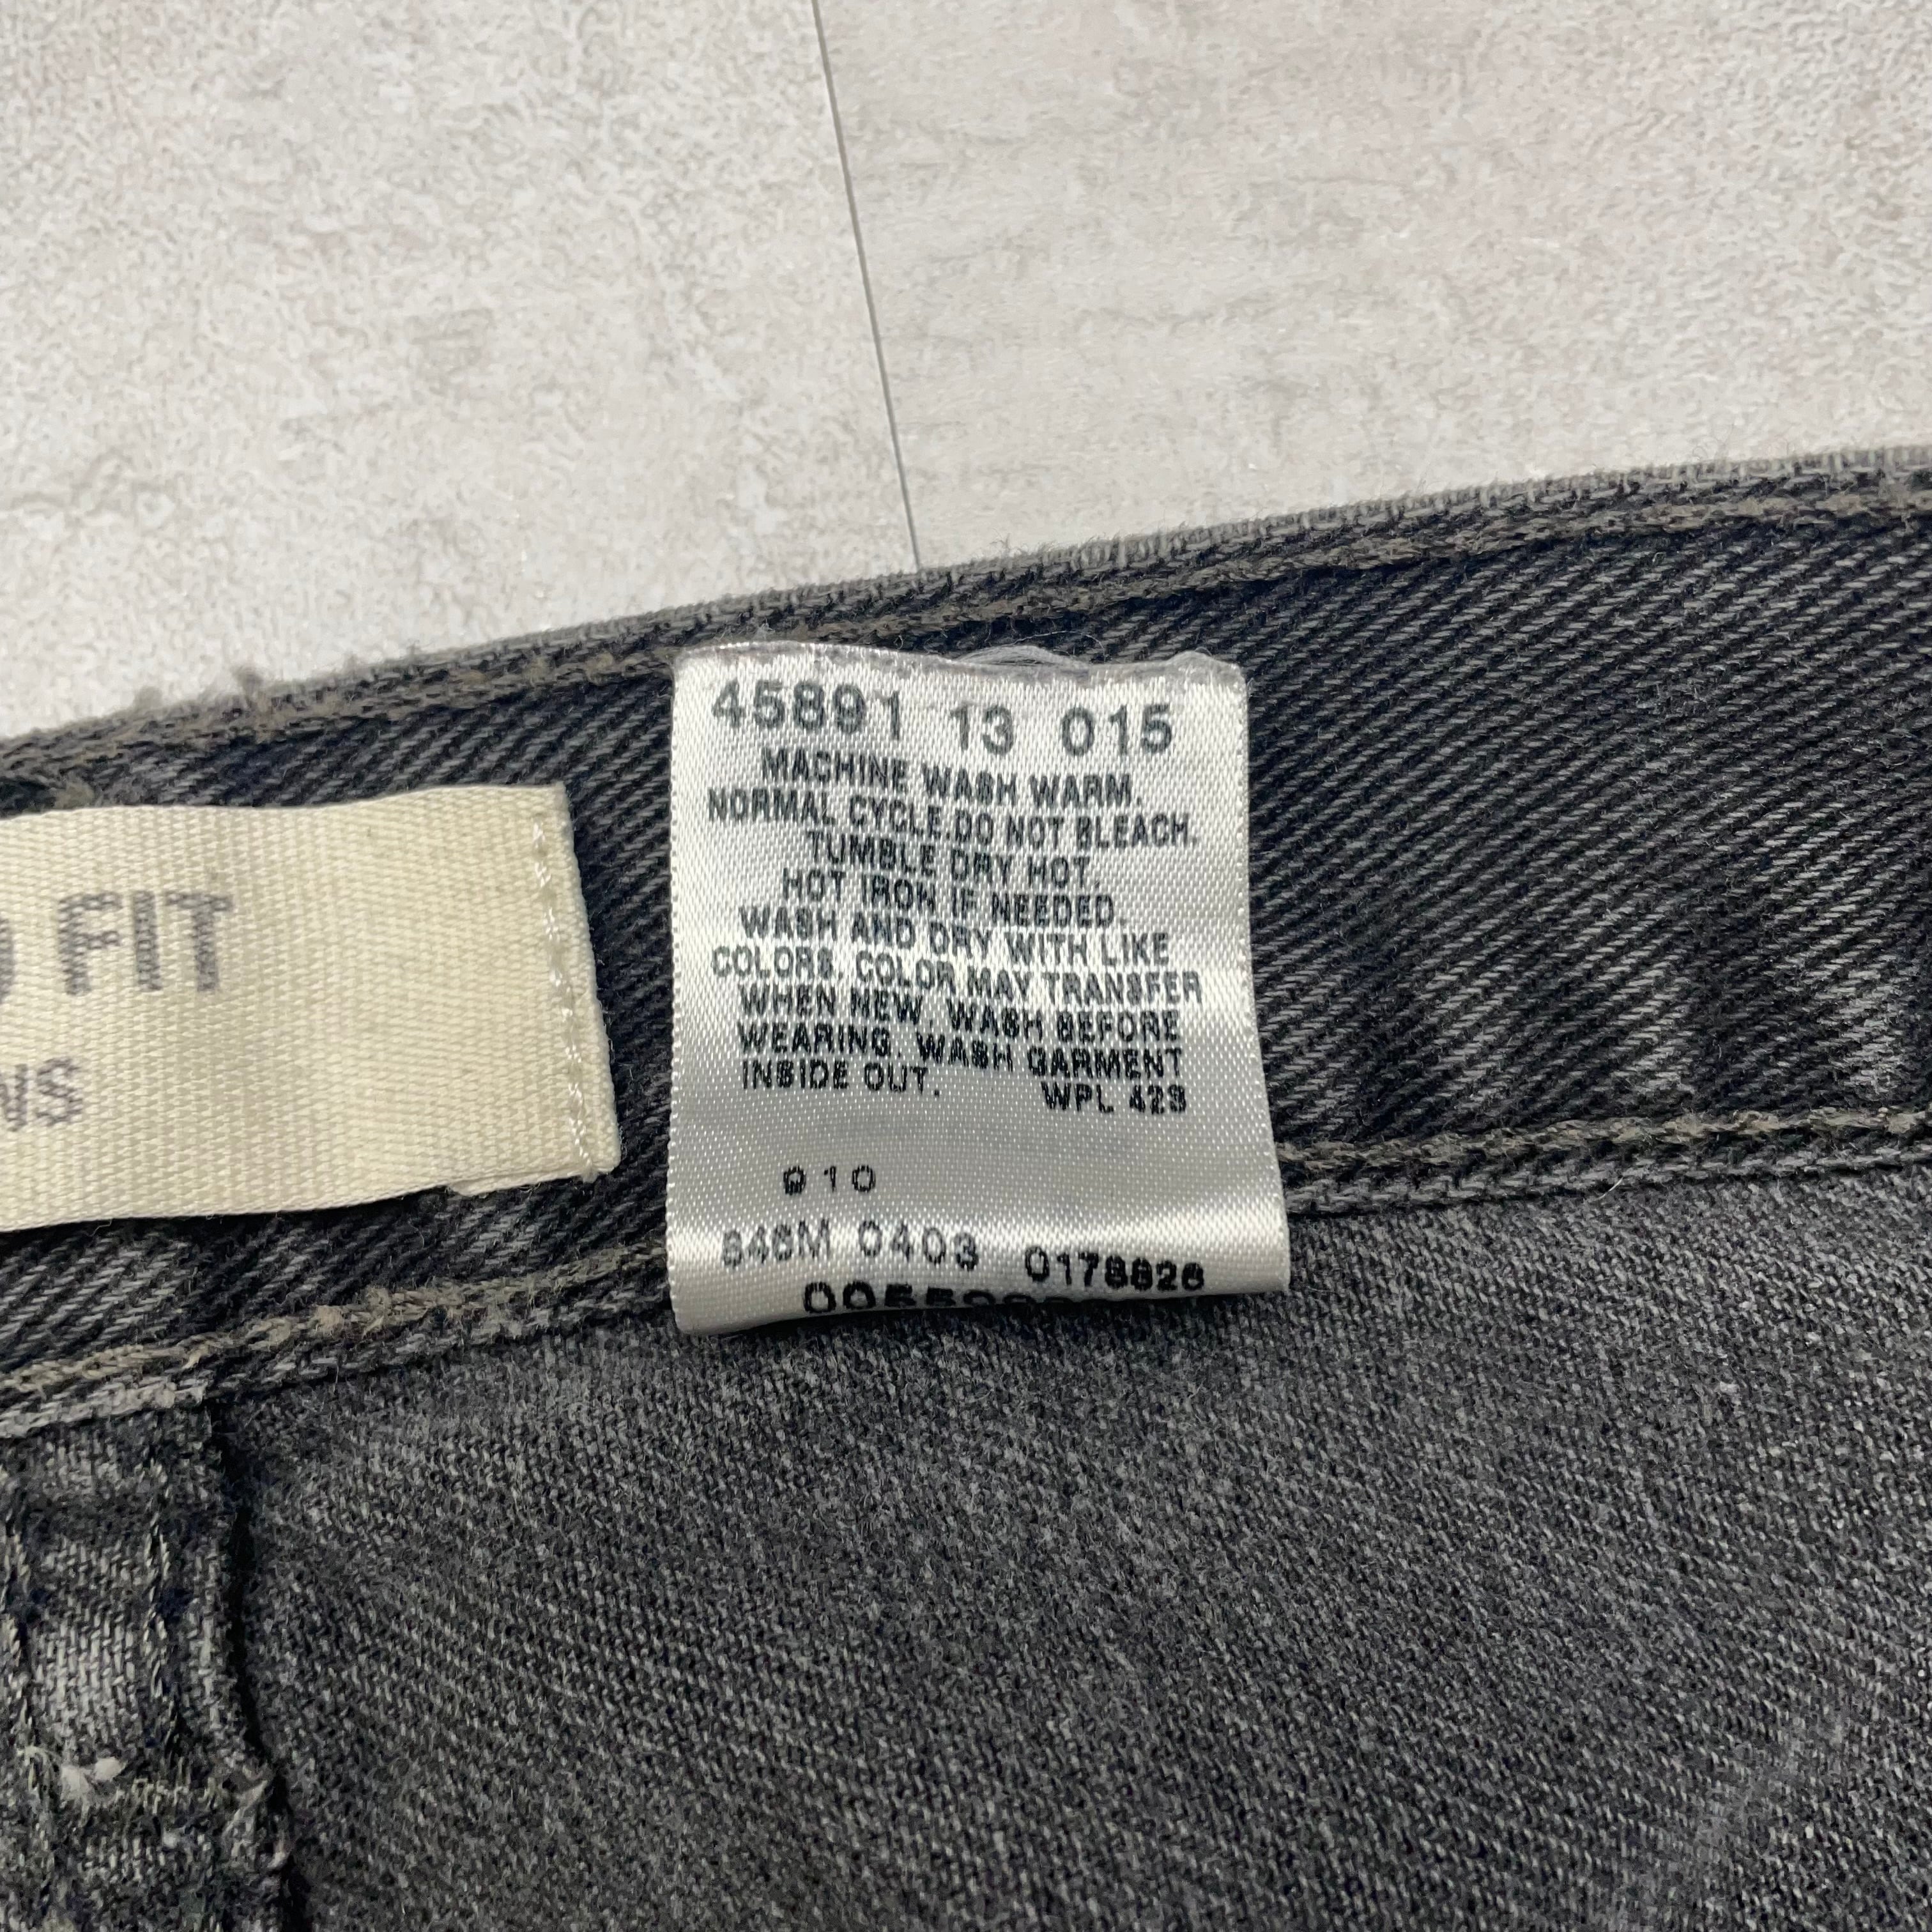 FIT
45891 13 015
MACHINE WASH WARM.
NORMAL CYCLE.DO NOT BLEACH.
TUMBLE DRY HOT.
HOT IRON IF NEEDED.
WASH AND DRY WITH LIKE
COLORS. COLOR MAY TRANSFER
WHEN NEW. WASH BEFORE
WEARING. WASH GARMENT
INSIDE OUT. WPL 423
910
0403